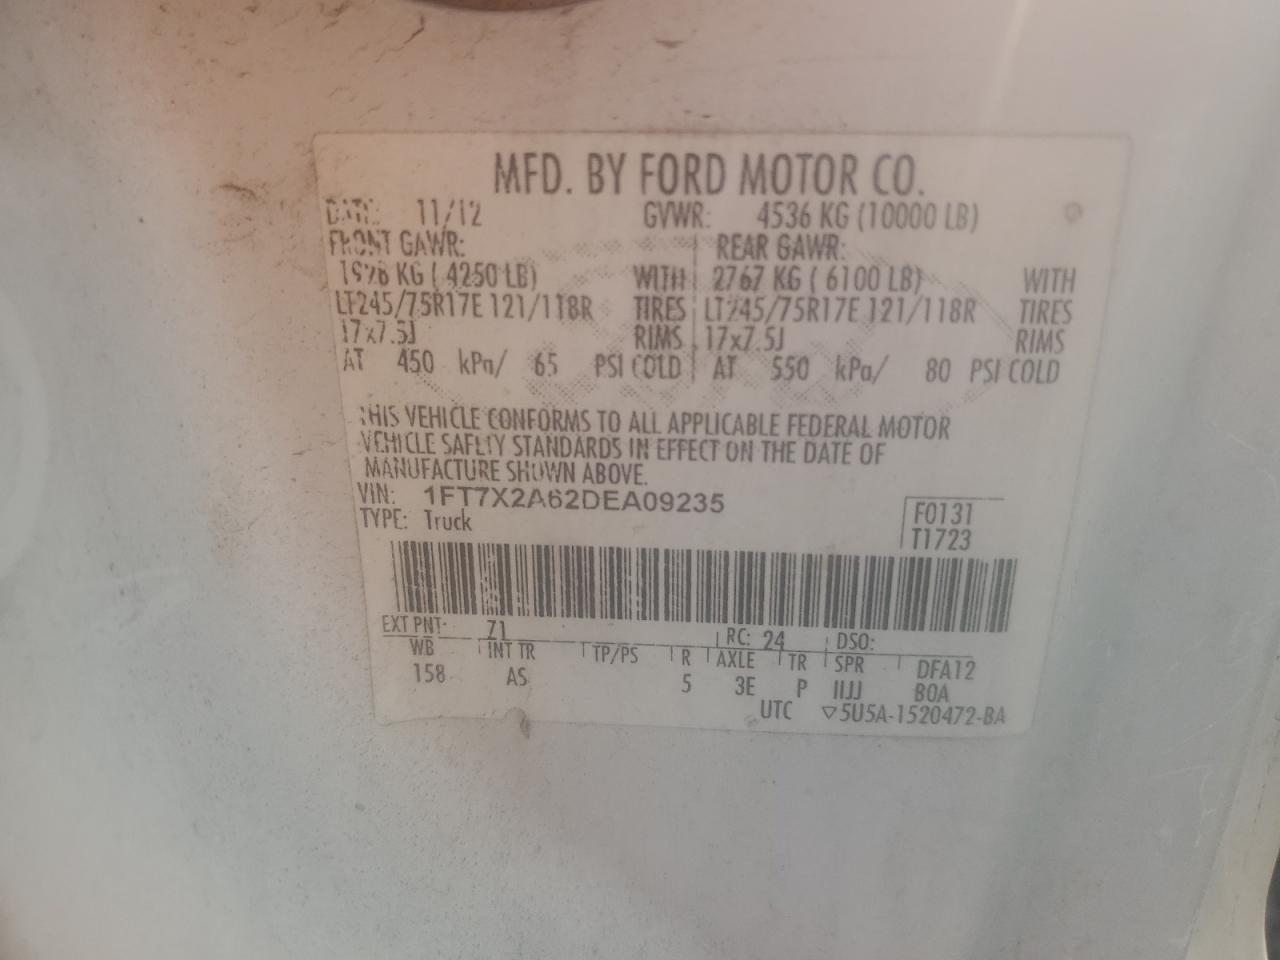 MFD. BY FORD MOTOR CO.
DATE: 11/12 GVWR: 4536 KG (10000 LB)
FRONT GAWR: REAR GAWR:
1928 KG ( 4250 LB) WITH 2767 KG ( 6100 LB) WITH
LT245/75R17E 121/118R TIRES LT245/75R17E 121/118R TIRES
17x7.5J RIMS 17x7.5J RIMS
AT 450 kPa/ 65 PSI COLD AT 550 kPa/ 80 PSI COLD
THIS VEHICLE CONFORMS TO ALL APPLICABLE FEDERAL MOTOR
VEHICLE SAFETY STANDARDS IN EFFECT ON THE DATE OF
MANUFACTURE SHOWN ABOVE.
VIN: 1FT7X2A62DEA09235 F0131
TYPE: Truck T1723
EXT PNT: Z1 RC: 24 DSO:
WB INT TR TP/PS R AXLE TR SPR DFA12
158 AS 5 3E P IIJJ B0A
UTC ▽5U5A-1520472-BA